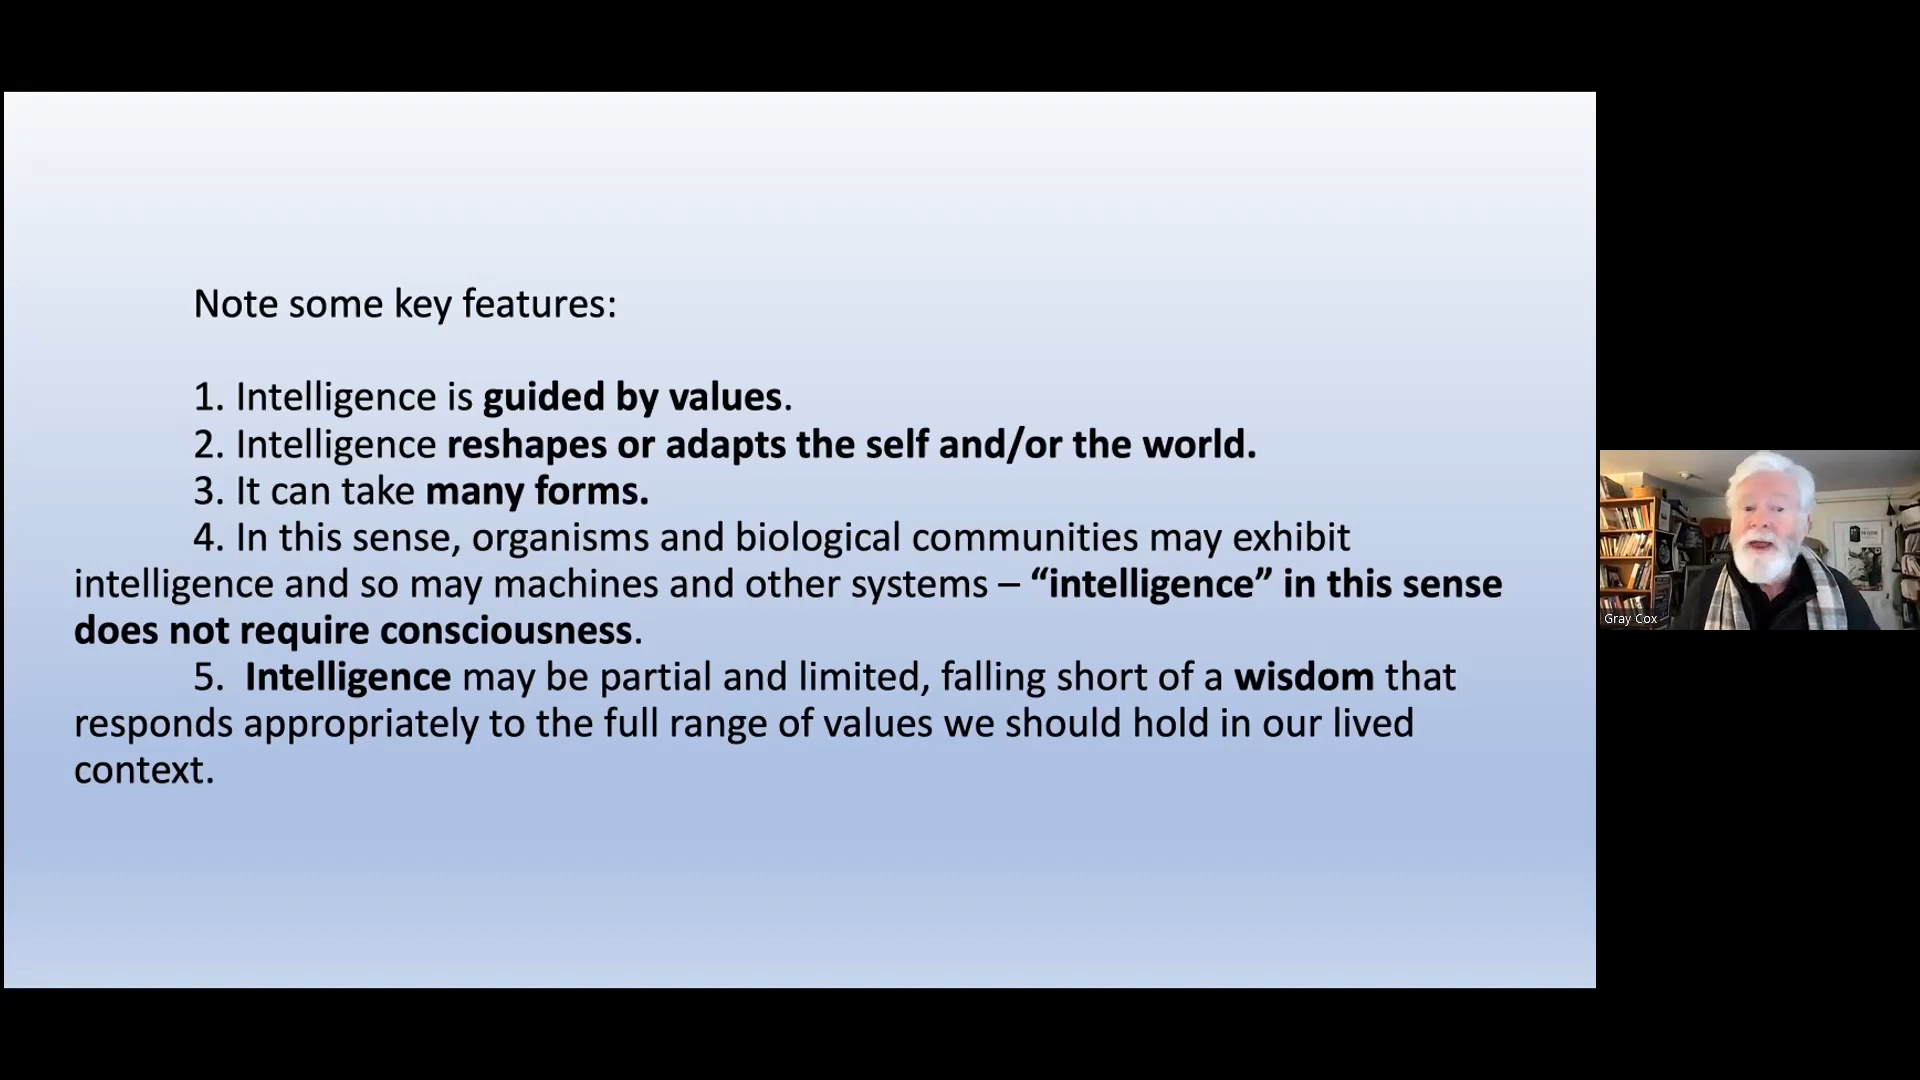 Note some key features:
1. Intelligence is guided by values.
2. Intelligence reshapes or adapts the self and/or the world.
3. It can take many forms.
4. In this sense, organisms and biological communities may exhibit
intelligence and so may machines and other systems – “intelligence” in this sense
does not require consciousness.
5. Intelligence may be partial and limited, falling short of a wisdom that
responds appropriately to the full range of values we should hold in our lived
context.
Gray Cox